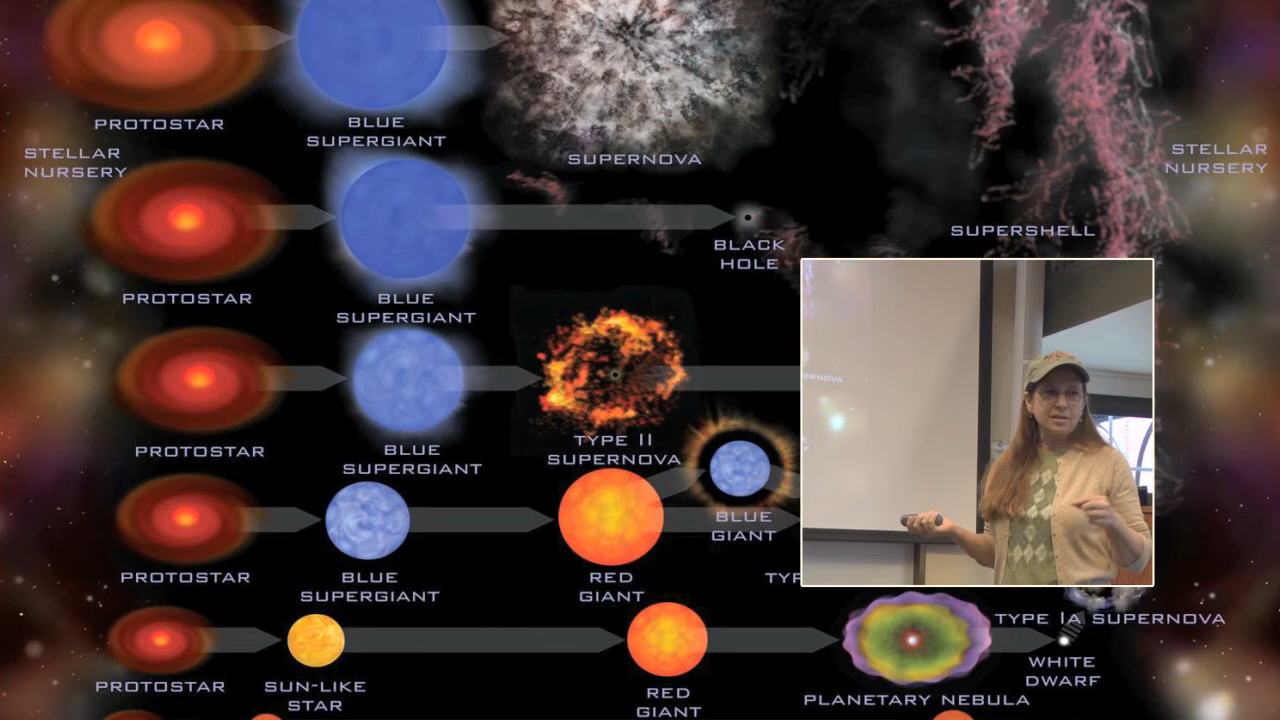 PROTOSTAR
BLUE
SUPERGIANT
SUPERNOVA
STELLAR
NURSERY
STELLAR
NURSERY
SUPERSHELL
BLACK
HOLE
PROTOSTAR
BLUE
SUPERGIANT
TYPE II
SUPERNOVA
PROTOSTAR
BLUE
SUPERGIANT
BLUE
GIANT
PROTOSTAR
BLUE
SUPERGIANT
RED
GIANT
TYP
TYPE IA SUPERNOVA
WHITE
DWARF
PROTOSTAR
SUN-LIKE
STAR
RED
GIANT
PLANETARY NEBULA